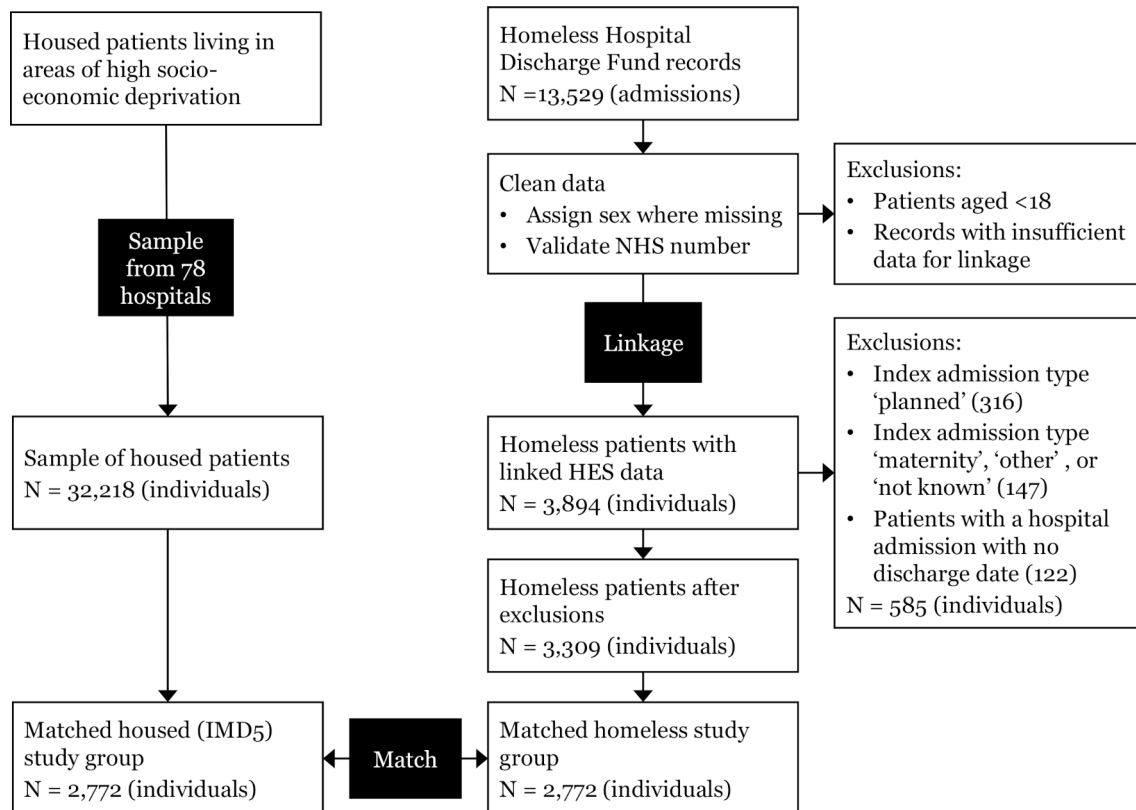 Housed patients living in
areas of high socio-
economic deprivation
Sample
from 78
hospitals
Sample of housed patients
N = 32,218 (individuals)
Matched housed (IMD5)
study group
N = 2,772 (individuals)
Homeless Hospital
Discharge Fund records
N =13,529 (admissions)
Clean data
• Assign sex where missing
• Validate NHS number
Exclusions:
• Patients aged <18
• Records with insufficient
data for linkage
Linkage
Homeless patients with
linked HES data
N = 3,894 (individuals)
Exclusions:
• Index admission type
‘planned’ (316)
• Index admission type
‘maternity’, ‘other’ , or
‘not known’ (147)
• Patients with a hospital
admission with no
discharge date (122)
N = 585 (individuals)
Homeless patients after
exclusions
N = 3,309 (individuals)
Match
Matched homeless study
group
N = 2,772 (individuals)